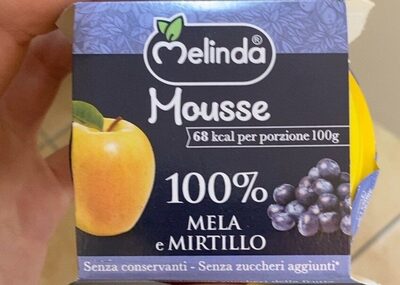 Melinda®
Mousse
68 kcal per porzione 100g
100%
MELA
e MIRTILLO
Senza conservanti - Senza zuccheri aggiunti*